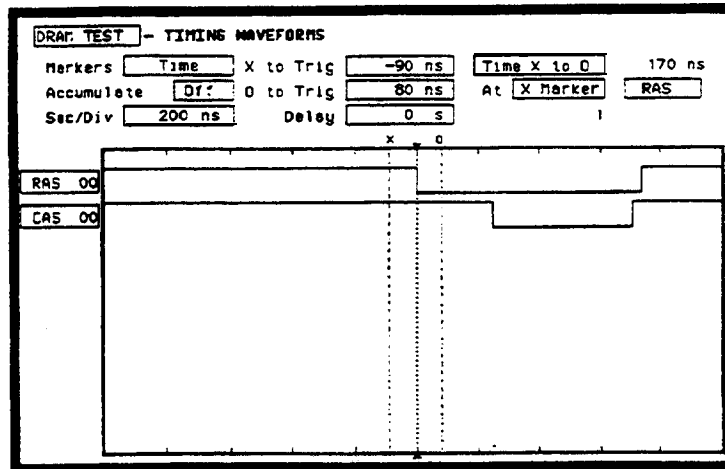 DRAM TEST - TIMING WAVEFORMS
Markers Time X to Trig -90 ns Time X to O 170 ns
Accumulate Off O to Trig 80 ns At X Marker RAS
Sec/Div 200 ns Delay 0 s 1
X O
RAS 00
CAS 00